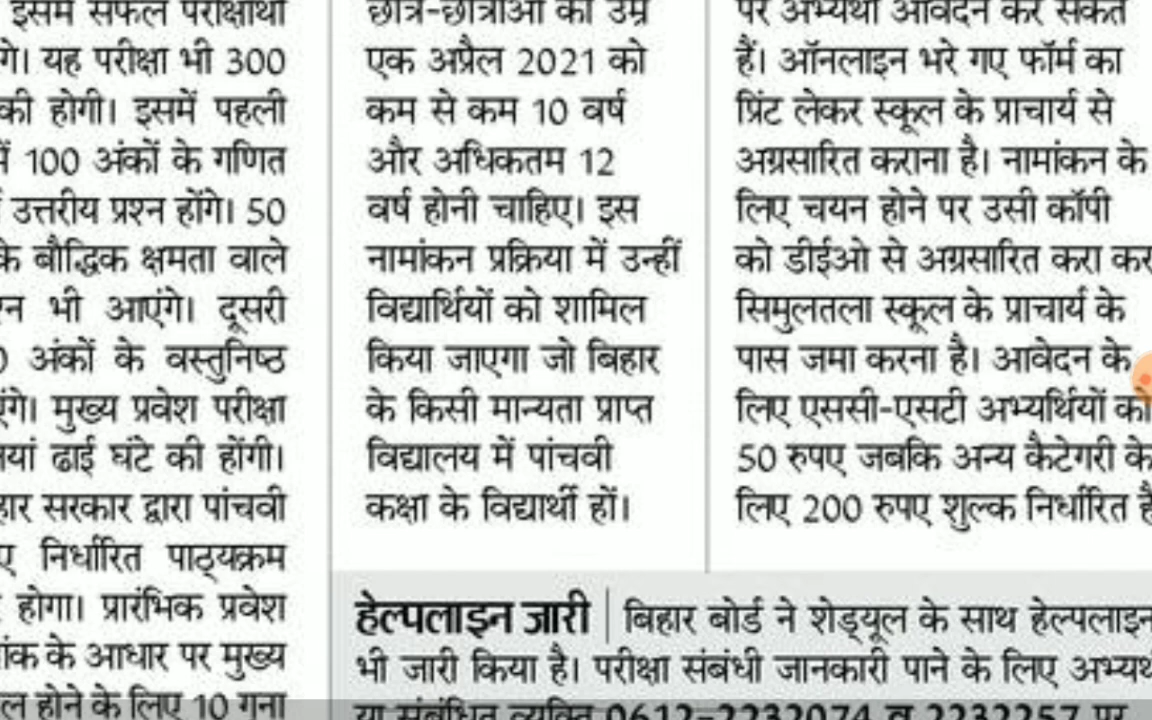 इसमें सफल परीक्षार्थी
गे। यह परीक्षा भी 300
की होगी। इसमें पहली
में 100 अंकों के गणित
उत्तरीय प्रश्न होंगे। 50
के बौद्धिक क्षमता वाले
भी आएंगे। दूसरी
अंकों के वस्तुनिष्ठ
एंगे। मुख्य प्रवेश परीक्षा
ढाई घंटे की होंगी।
सरकार द्वारा पांचवी
निर्धारित पाठ्यक्रम
होगा। प्रारंभिक प्रवेश
के आधार पर मुख्य
होने के लिए 10 गुना
छात्र-छात्राओं की उम्र
एक अप्रैल 2021 को
कम से कम 10 वर्ष
और अधिकतम 12
वर्ष होनी चाहिए। इस
नामांकन प्रक्रिया में उन्हीं
विद्यार्थियों को शामिल
किया जाएगा जो बिहार
के किसी मान्यता प्राप्त
विद्यालय में पांचवी
कक्षा के विद्यार्थी हों।
पर अभ्यर्थी आवेदन कर सकते
हैं। ऑनलाइन भरे गए फॉर्म का
प्रिंट लेकर स्कूल के प्राचार्य से
अग्रसारित कराना है। नामांकन के
लिए चयन होने पर उसी कॉपी
को डीईओ से अग्रसारित करा कर
सिमुलतला स्कूल के प्राचार्य के
पास जमा करना है। आवेदन के
लिए एससी-एसटी अभ्यर्थियों को
50 रुपए जबकि अन्य कैटेगरी के
लिए 200 रुपए शुल्क निर्धारित है
हेल्पलाइन जारी | बिहार बोर्ड ने शेड्यूल के साथ हेल्पलाइन
भी जारी किया है। परीक्षा संबंधी जानकारी पाने के लिए
या संबंधित व्यक्ति 0612-2232074 व 2232257 पर